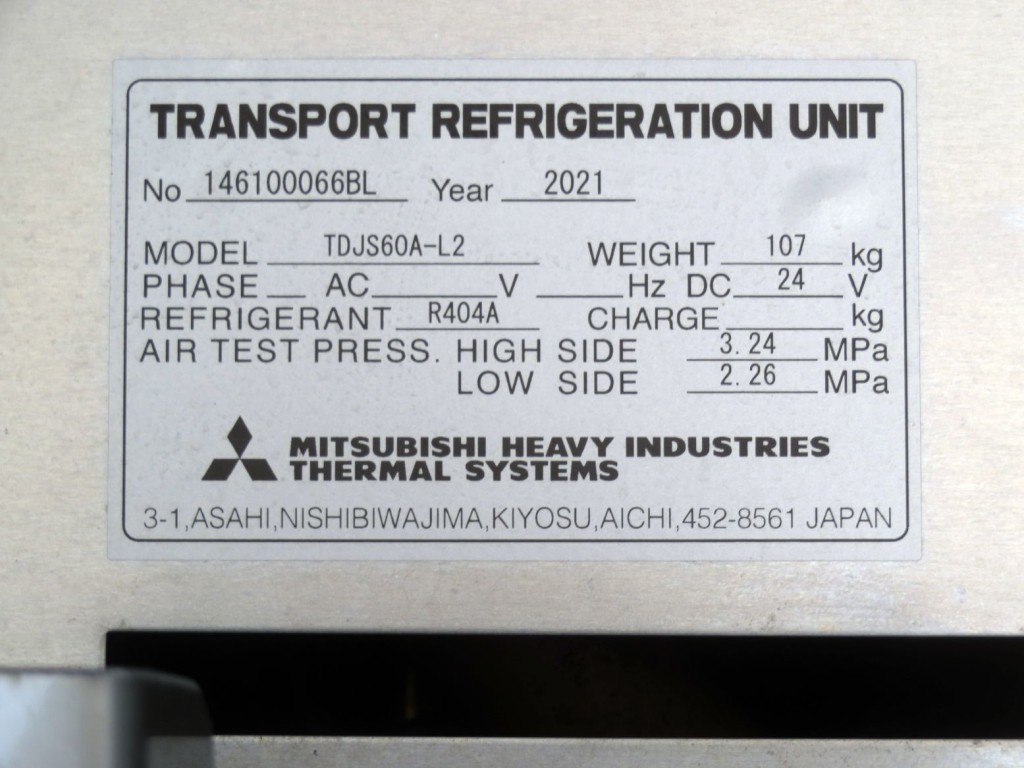 TRANSPORT REFRIGERATION UNIT
No 146100066BL Year 2021
MODEL TDJS60A-L2 WEIGHT 107 kg
PHASE AC V Hz DC 24 V
REFRIGERANT R404A CHARGE kg
AIR TEST PRESS. HIGH SIDE 3.24 MPa
LOW SIDE 2.26 MPa
MITSUBISHI HEAVY INDUSTRIES
THERMAL SYSTEMS
3-1,ASAHI,NISHIBIWAJIMA,KIYOSU,AICHI,452-8561 JAPAN